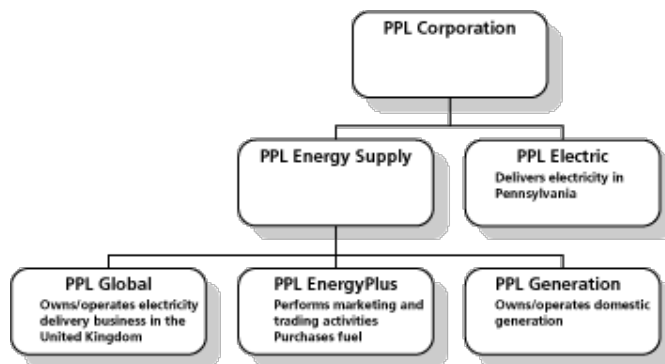 PPL Corporation
PPL Energy Supply
PPL Electric
Delivers electricity in
Pennsylvania
PPL Global
Owns/operates electricity
delivery business in the
United Kingdom
PPL EnergyPlus
Performs marketing and
trading activities
Purchases fuel
PPL Generation
Owns/operates domestic
generation